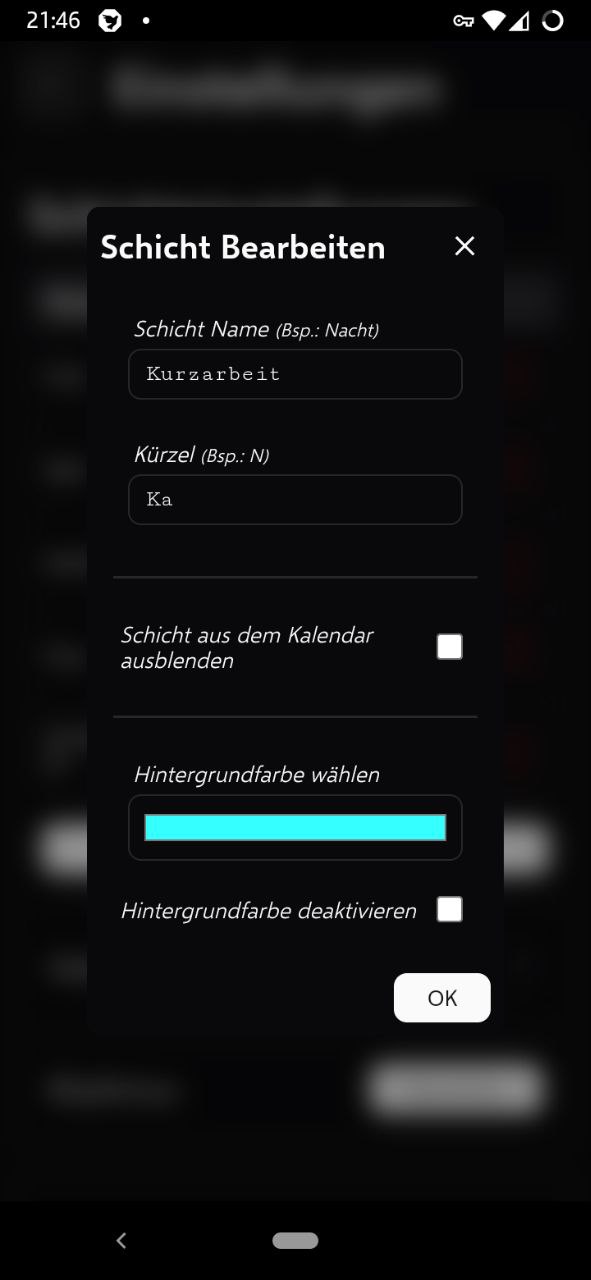 21:46
Einstellungen
Schicht Bearbeiten
Schicht Name (Bsp.: Nacht)
Kurzarbeit
Kürzel (Bsp.: N)
Ka
Schicht aus dem Kalendar
ausblenden
Hintergrundfarbe wählen
Hintergrundfarbe deaktivieren
OK